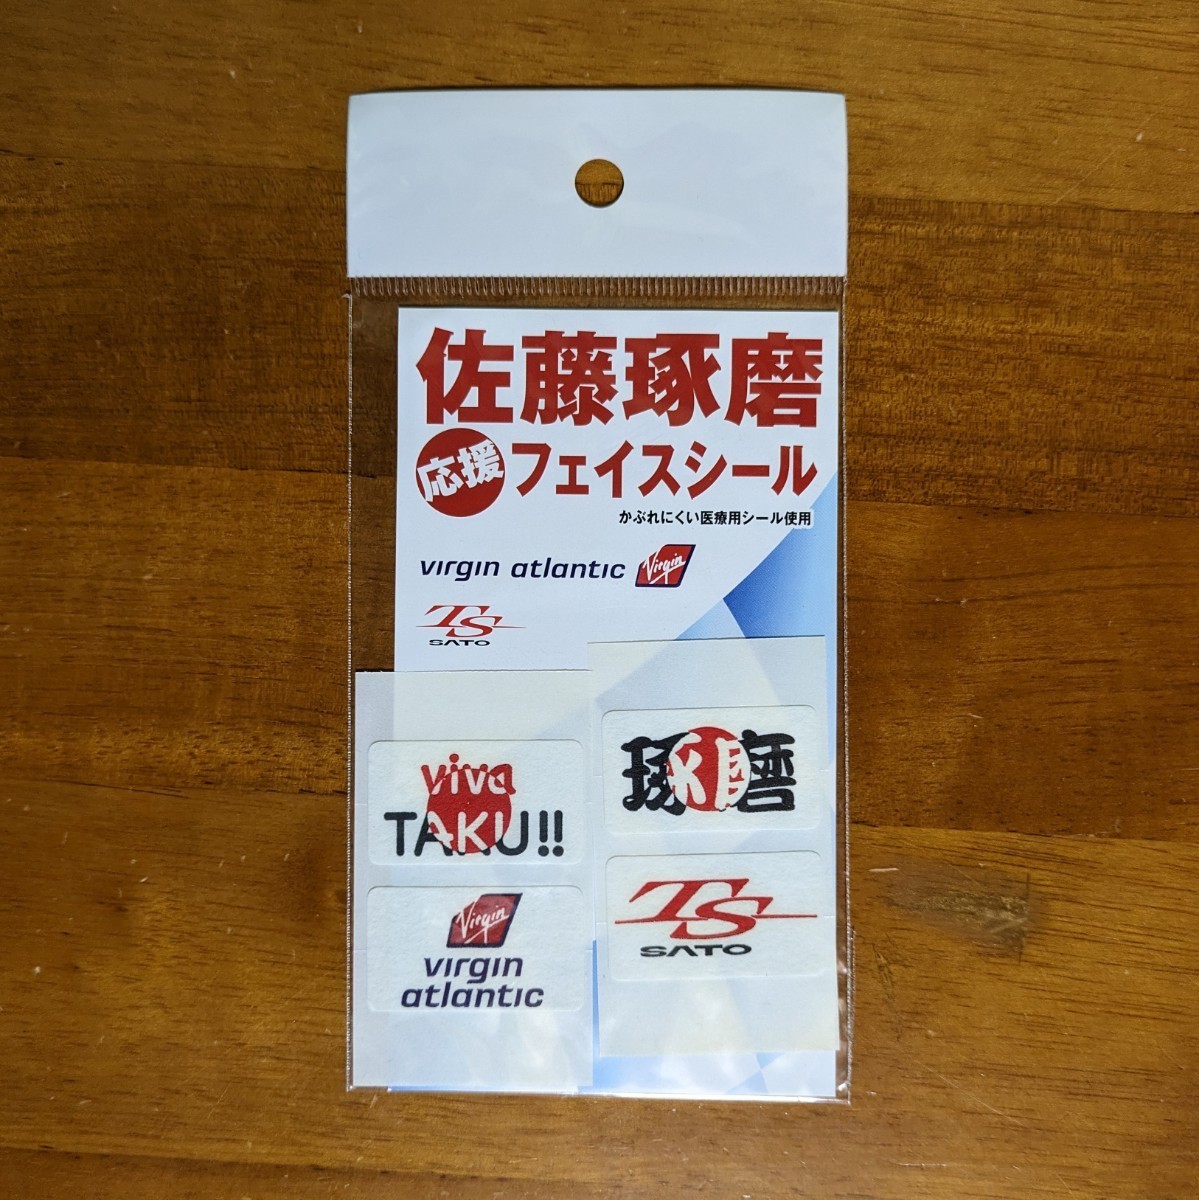 佐藤琢磨
応援 フェイスシール
かぶれにくい医療用シール使用
virgin atlantic Virgin
TS
SATO
viva
TAKU!!
琢磨
Virgin
virgin
atlantic
TS
SATO